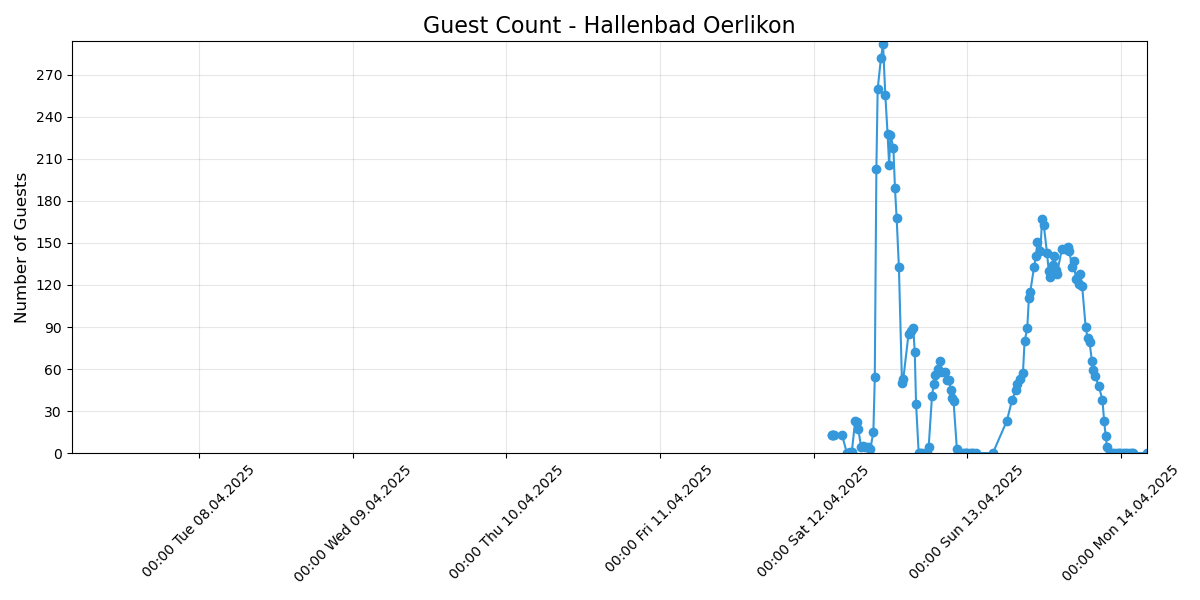 Guest Count - Hallenbad Oerlikon
Number of Guests
270
240
210
180
150
120
90
60
30
0
00:00 Tue 08.04.2025
00:00 Wed 09.04.2025
00:00 Thu 10.04.2025
00:00 Fri 11.04.2025
00:00 Sat 12.04.2025
00:00 Sun 13.04.2025
00:00 Mon 14.04.2025